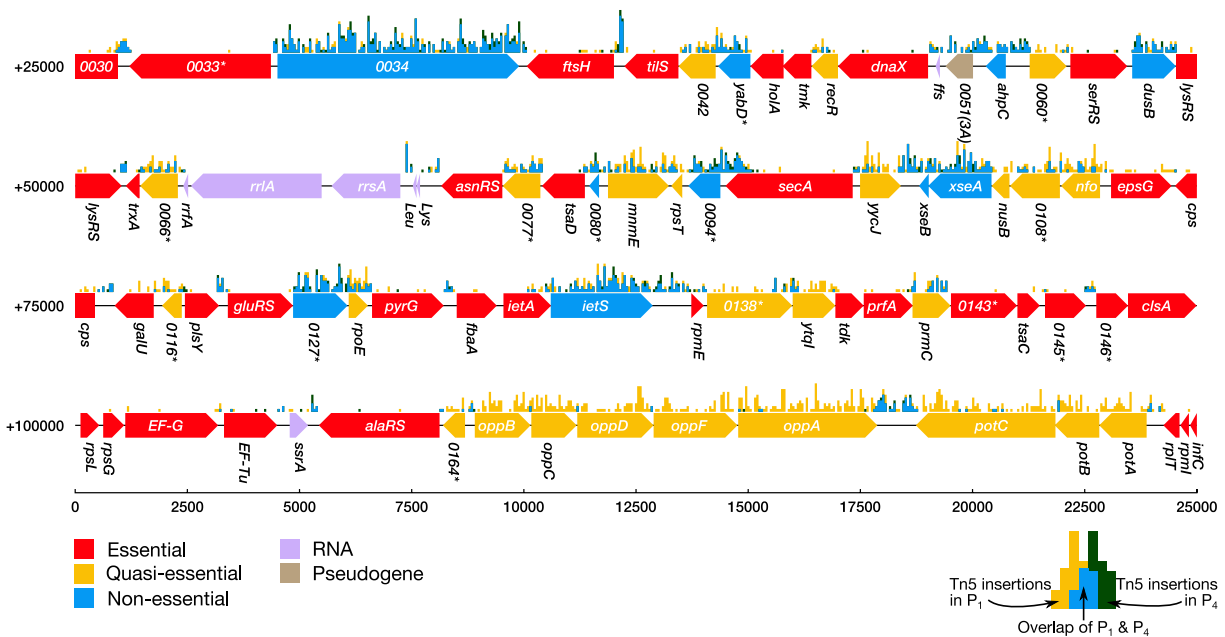 +25000
0030 0033* 0034 ftsH tilS dnaX
0042 yabD* holA tmk recR ffs 0051(3A) ahpC 0060* serRS dusB lysRS
+50000
rrlA rrsA asnRS secA xseA nfo epsG
lysRS trxA 0066* rrfA Leu Lys 0077* tsaD 0080* mnmE rpsT 0094* yycJ xseB nusB 0108* cps
+75000
gluRS pyrG ietA ietS 0138* ytqI tdk prfA 0143* clsA
cps galU 0116* plsY 0127* rpoE fbaA rpmE prmC tsaC 0145* 0146*
+100000
EF-G alaRS oppB oppD oppF oppA potC
rpsL rpsG EF-Tu ssrA 0164* oppC potB potA rplT rpmI infC
0 2500 5000 7500 10000 12500 15000 17500 20000 22500 25000
Essential
Quasi-essential
Non-essential
RNA
Pseudogene
Tn5 insertions
in P1
Tn5 insertions
in P4
Overlap of P1 & P4